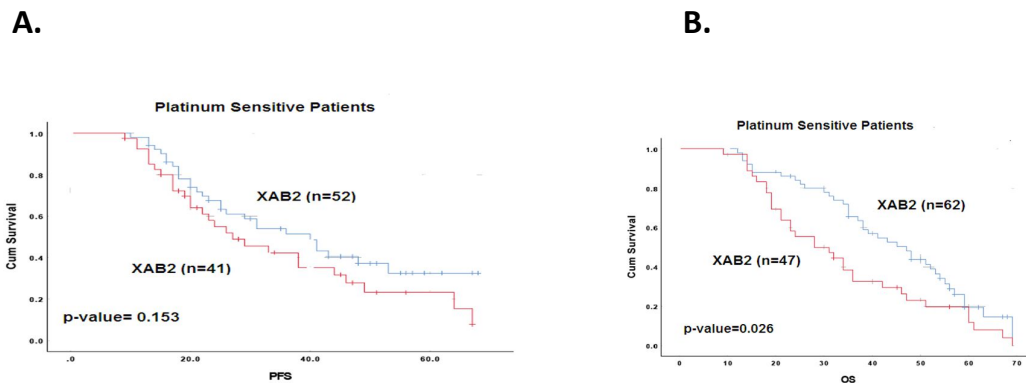 A.
B.
Platinum Sensitive Patients
1.0
0.8
0.6
0.4
0.2
0.0
Cum Survival
XAB2 (n=52)
XAB2 (n=41)
p-value= 0.153
.0 20.0 40.0 60.0
PFS
Platinum Sensitive Patients
1.0
0.8
0.6
0.4
0.2
0.0
Cum Survival
XAB2 (n=62)
XAB2 (n=47)
p-value=0.026
0 10 20 30 40 50 60 70
OS